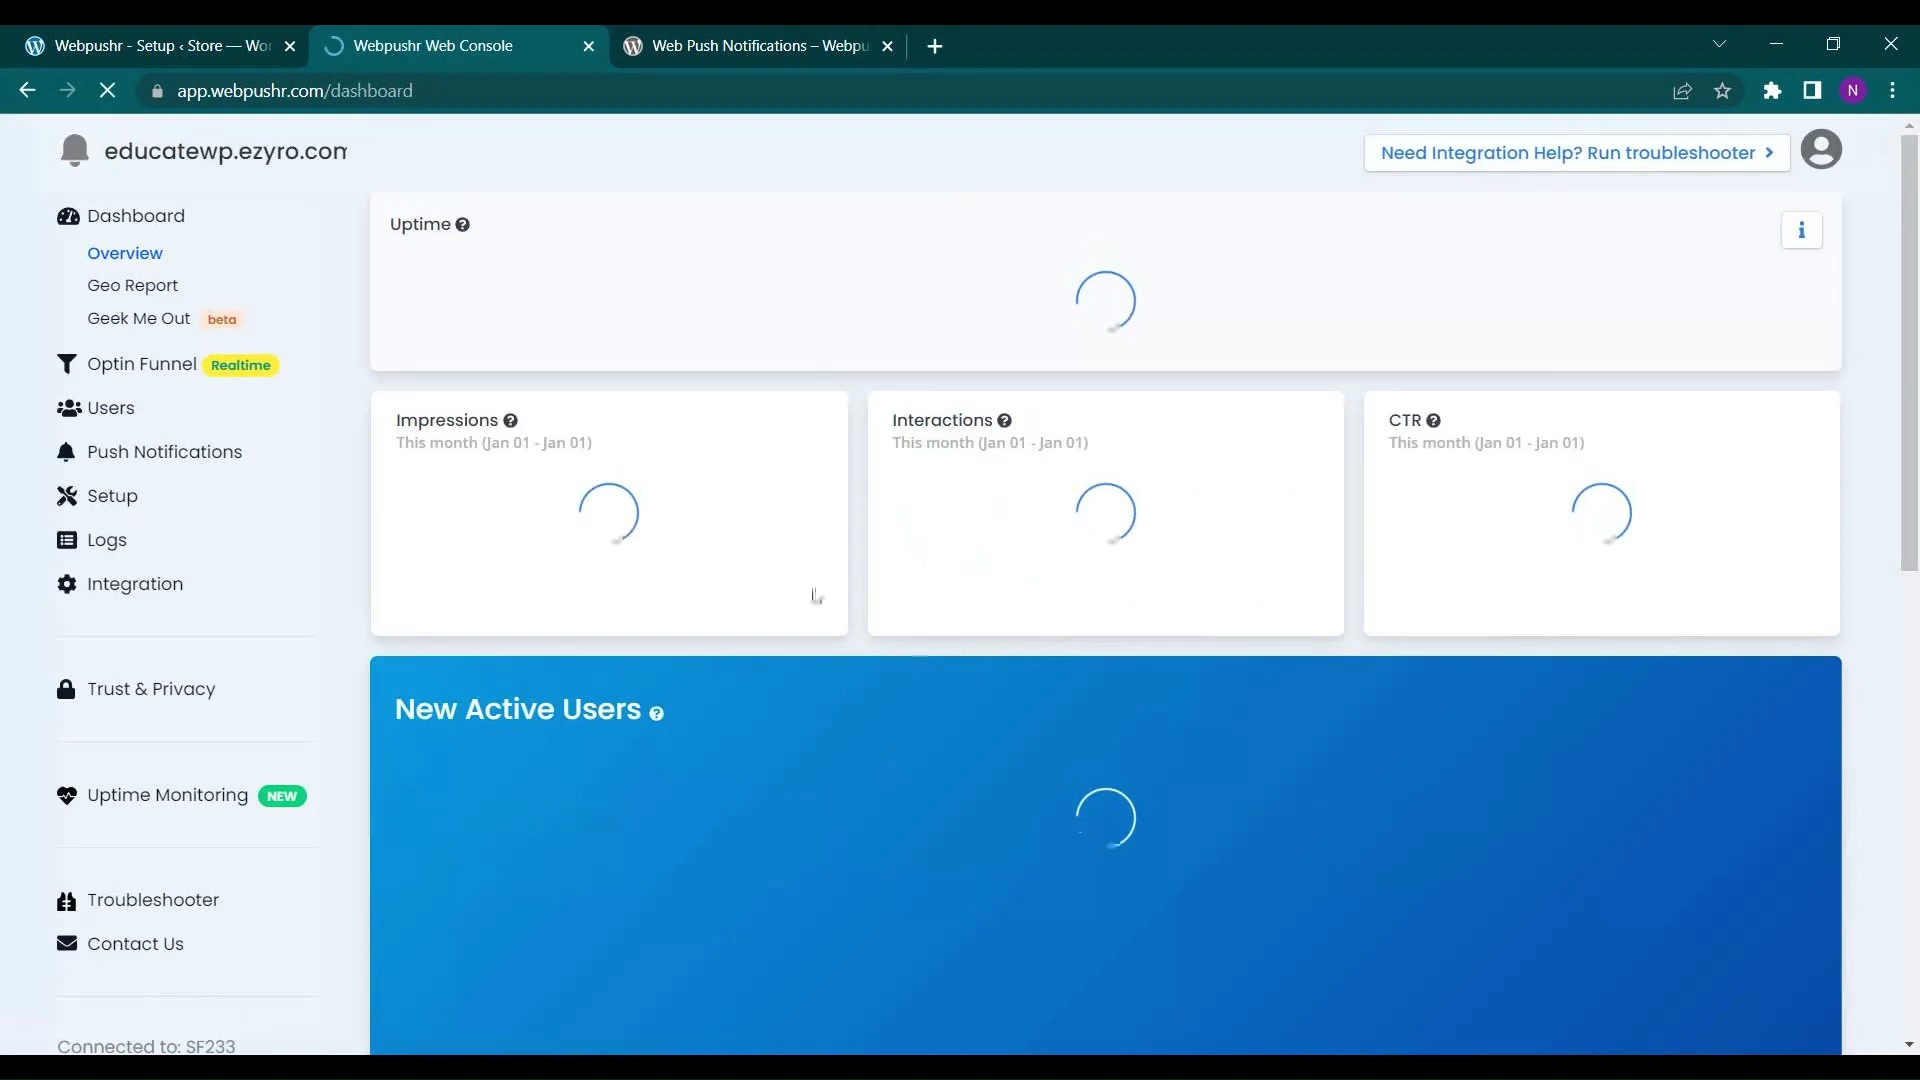 Webpushr - Setup ‹ Store — Wor
Webpushr Web Console
Web Push Notifications – Webpu
app.webpushr.com/dashboard
N
educatewp.ezyro.com
Need Integration Help? Run troubleshooter
Dashboard
Overview
Geo Report
Geek Me Out beta
Optin Funnel Realtime
Users
Push Notifications
Setup
Logs
Integration
Trust & Privacy
Uptime Monitoring NEW
Troubleshooter
Contact Us
Connected to: SF233
Uptime
Impressions
This month (Jan 01 - Jan 01)
Interactions
This month (Jan 01 - Jan 01)
CTR
This month (Jan 01 - Jan 01)
New Active Users